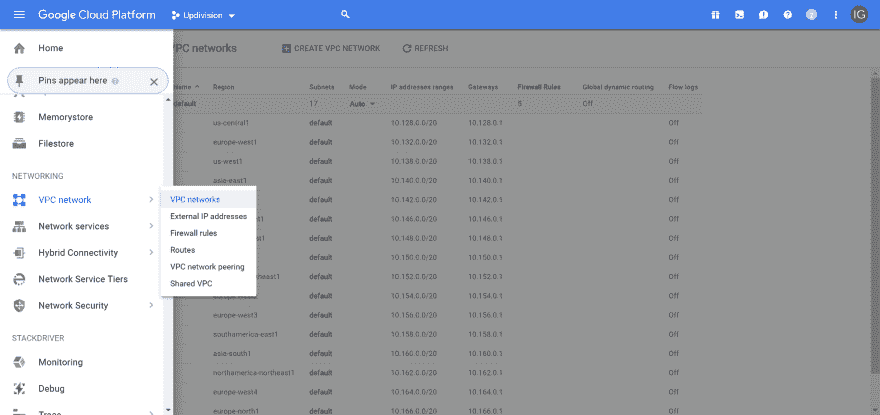 Google Cloud Platform Updivision IG
Home
Pins appear here
Memorystore
Filestore
NETWORKING
VPC network
Network services
Hybrid Connectivity
Network Service Tiers
Network Security
STACKDRIVER
Monitoring
Debug
VPC networks
External IP addresses
Firewall rules
Routes
VPC network peering
Shared VPC
VPC networks CREATE VPC NETWORK REFRESH
Name Region Subnets Mode IP addresses ranges Gateways Firewall Rules Global dynamic routing Flow logs
default 17 Auto Off
us-central1 default 10.128.0.0/20 10.128.0.1 Off
europe-west1 default 10.132.0.0/20 10.132.0.1 Off
us-west1 default 10.138.0.0/20 10.138.0.1 Off
asia-east1 default 10.140.0.0/20 10.140.0.1 Off
default 10.142.0.0/20 10.142.0.1 Off
default 10.146.0.0/20 10.146.0.1 Off
default 10.148.0.0/20 10.148.0.1 Off
default 10.150.0.0/20 10.150.0.1 Off
default 10.152.0.0/20 10.152.0.1 Off
default 10.154.0.0/20 10.154.0.1 Off
europe-west3 default 10.156.0.0/20 10.156.0.1 Off
southamerica-east1 default 10.158.0.0/20 10.158.0.1 Off
asia-south1 default 10.160.0.0/20 10.160.0.1 Off
northamerica-northeast1 default 10.162.0.0/20 10.162.0.1 Off
europe-west4 default 10.164.0.0/20 10.164.0.1 Off
europe-north1 default 10.166.0.0/20 10.166.0.1 Off